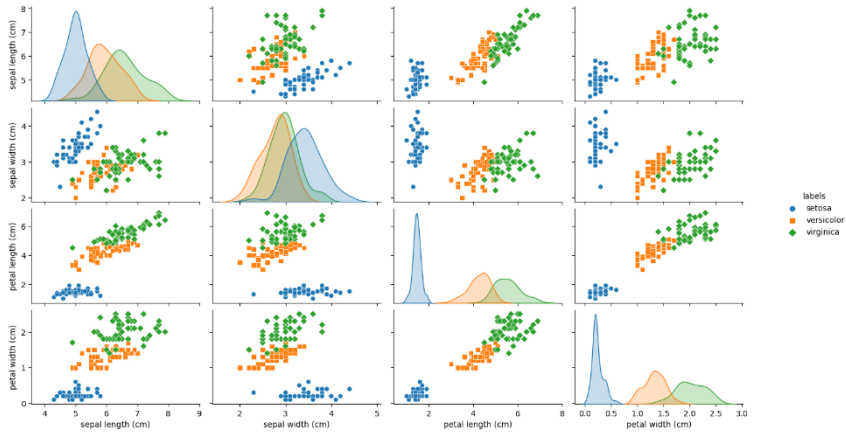 8
7
6
5
sepal length (cm)
4
3
2
sepal width (cm)
6
4
2
petal length (cm)
2
1
0
petal width (cm)
4 5 6 7 8 9
sepal length (cm)
2 3 4 5
sepal width (cm)
2 4 6 8
petal length (cm)
0.0 0.5 1.0 1.5 2.0 2.5 3.0
petal width (cm)
labels
setosa
versicolor
virginica